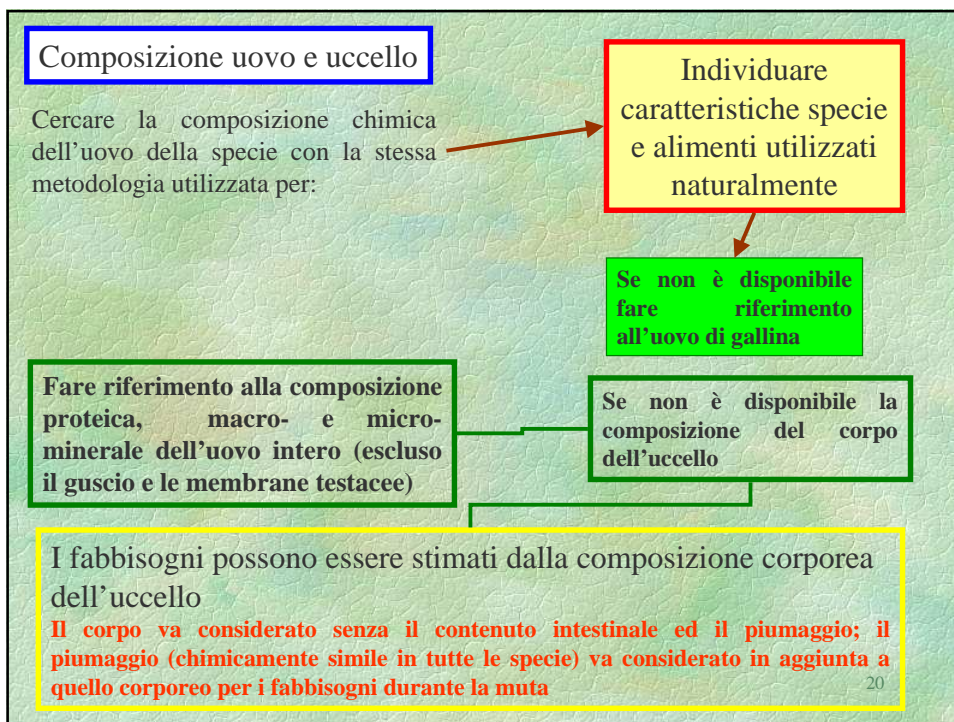 Composizione uovo e uccello
Cercare la composizione chimica
dell’uovo della specie con la stessa
metodologia utilizzata per:
Individuare
caratteristiche specie
e alimenti utilizzati
naturalmente
Se non è disponibile
fare riferimento
all’uovo di gallina
Fare riferimento alla composizione
proteica, macro- e micro-
minerale dell’uovo intero (escluso
il guscio e le membrane testacee)
Se non è disponibile la
composizione del corpo
dell’uccello
I fabbisogni possono essere stimati dalla composizione corporea
dell’uccello
Il corpo va considerato senza il contenuto intestinale ed il piumaggio; il
piumaggio (chimicamente simile in tutte le specie) va considerato in aggiunta a
quello corporeo per i fabbisogni durante la muta
20